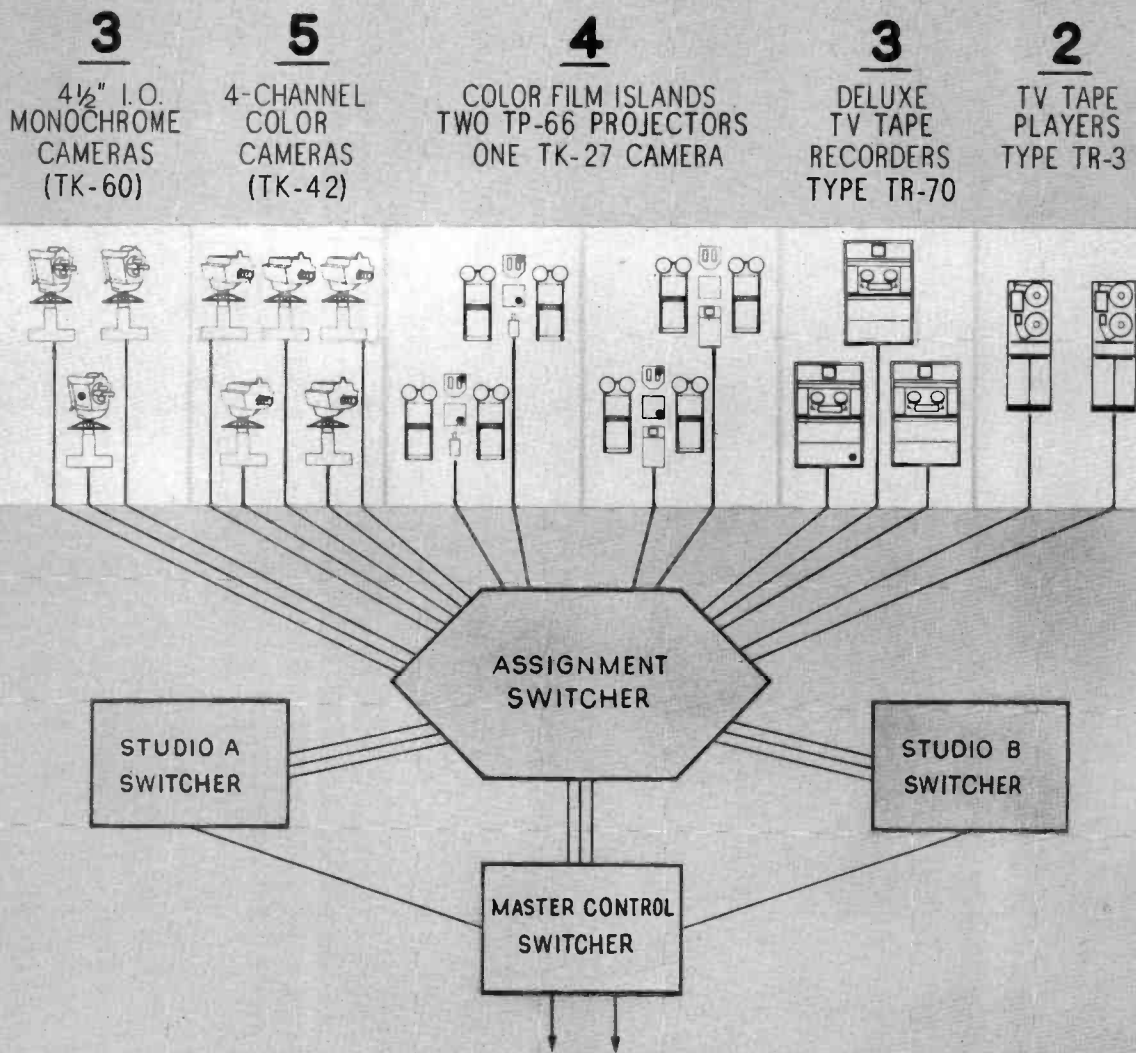 3
4½" I.O.
MONOCHROME
CAMERAS
(TK-60)
5
4-CHANNEL
COLOR
CAMERAS
(TK-42)
4
COLOR FILM ISLANDS
TWO TP-66 PROJECTORS
ONE TK-27 CAMERA
3
DELUXE
TV TAPE
RECORDERS
TYPE TR-70
2
TV TAPE
PLAYERS
TYPE TR-3
ASSIGNMENT
SWITCHER
STUDIO A
SWITCHER
STUDIO B
SWITCHER
MASTER CONTROL
SWITCHER